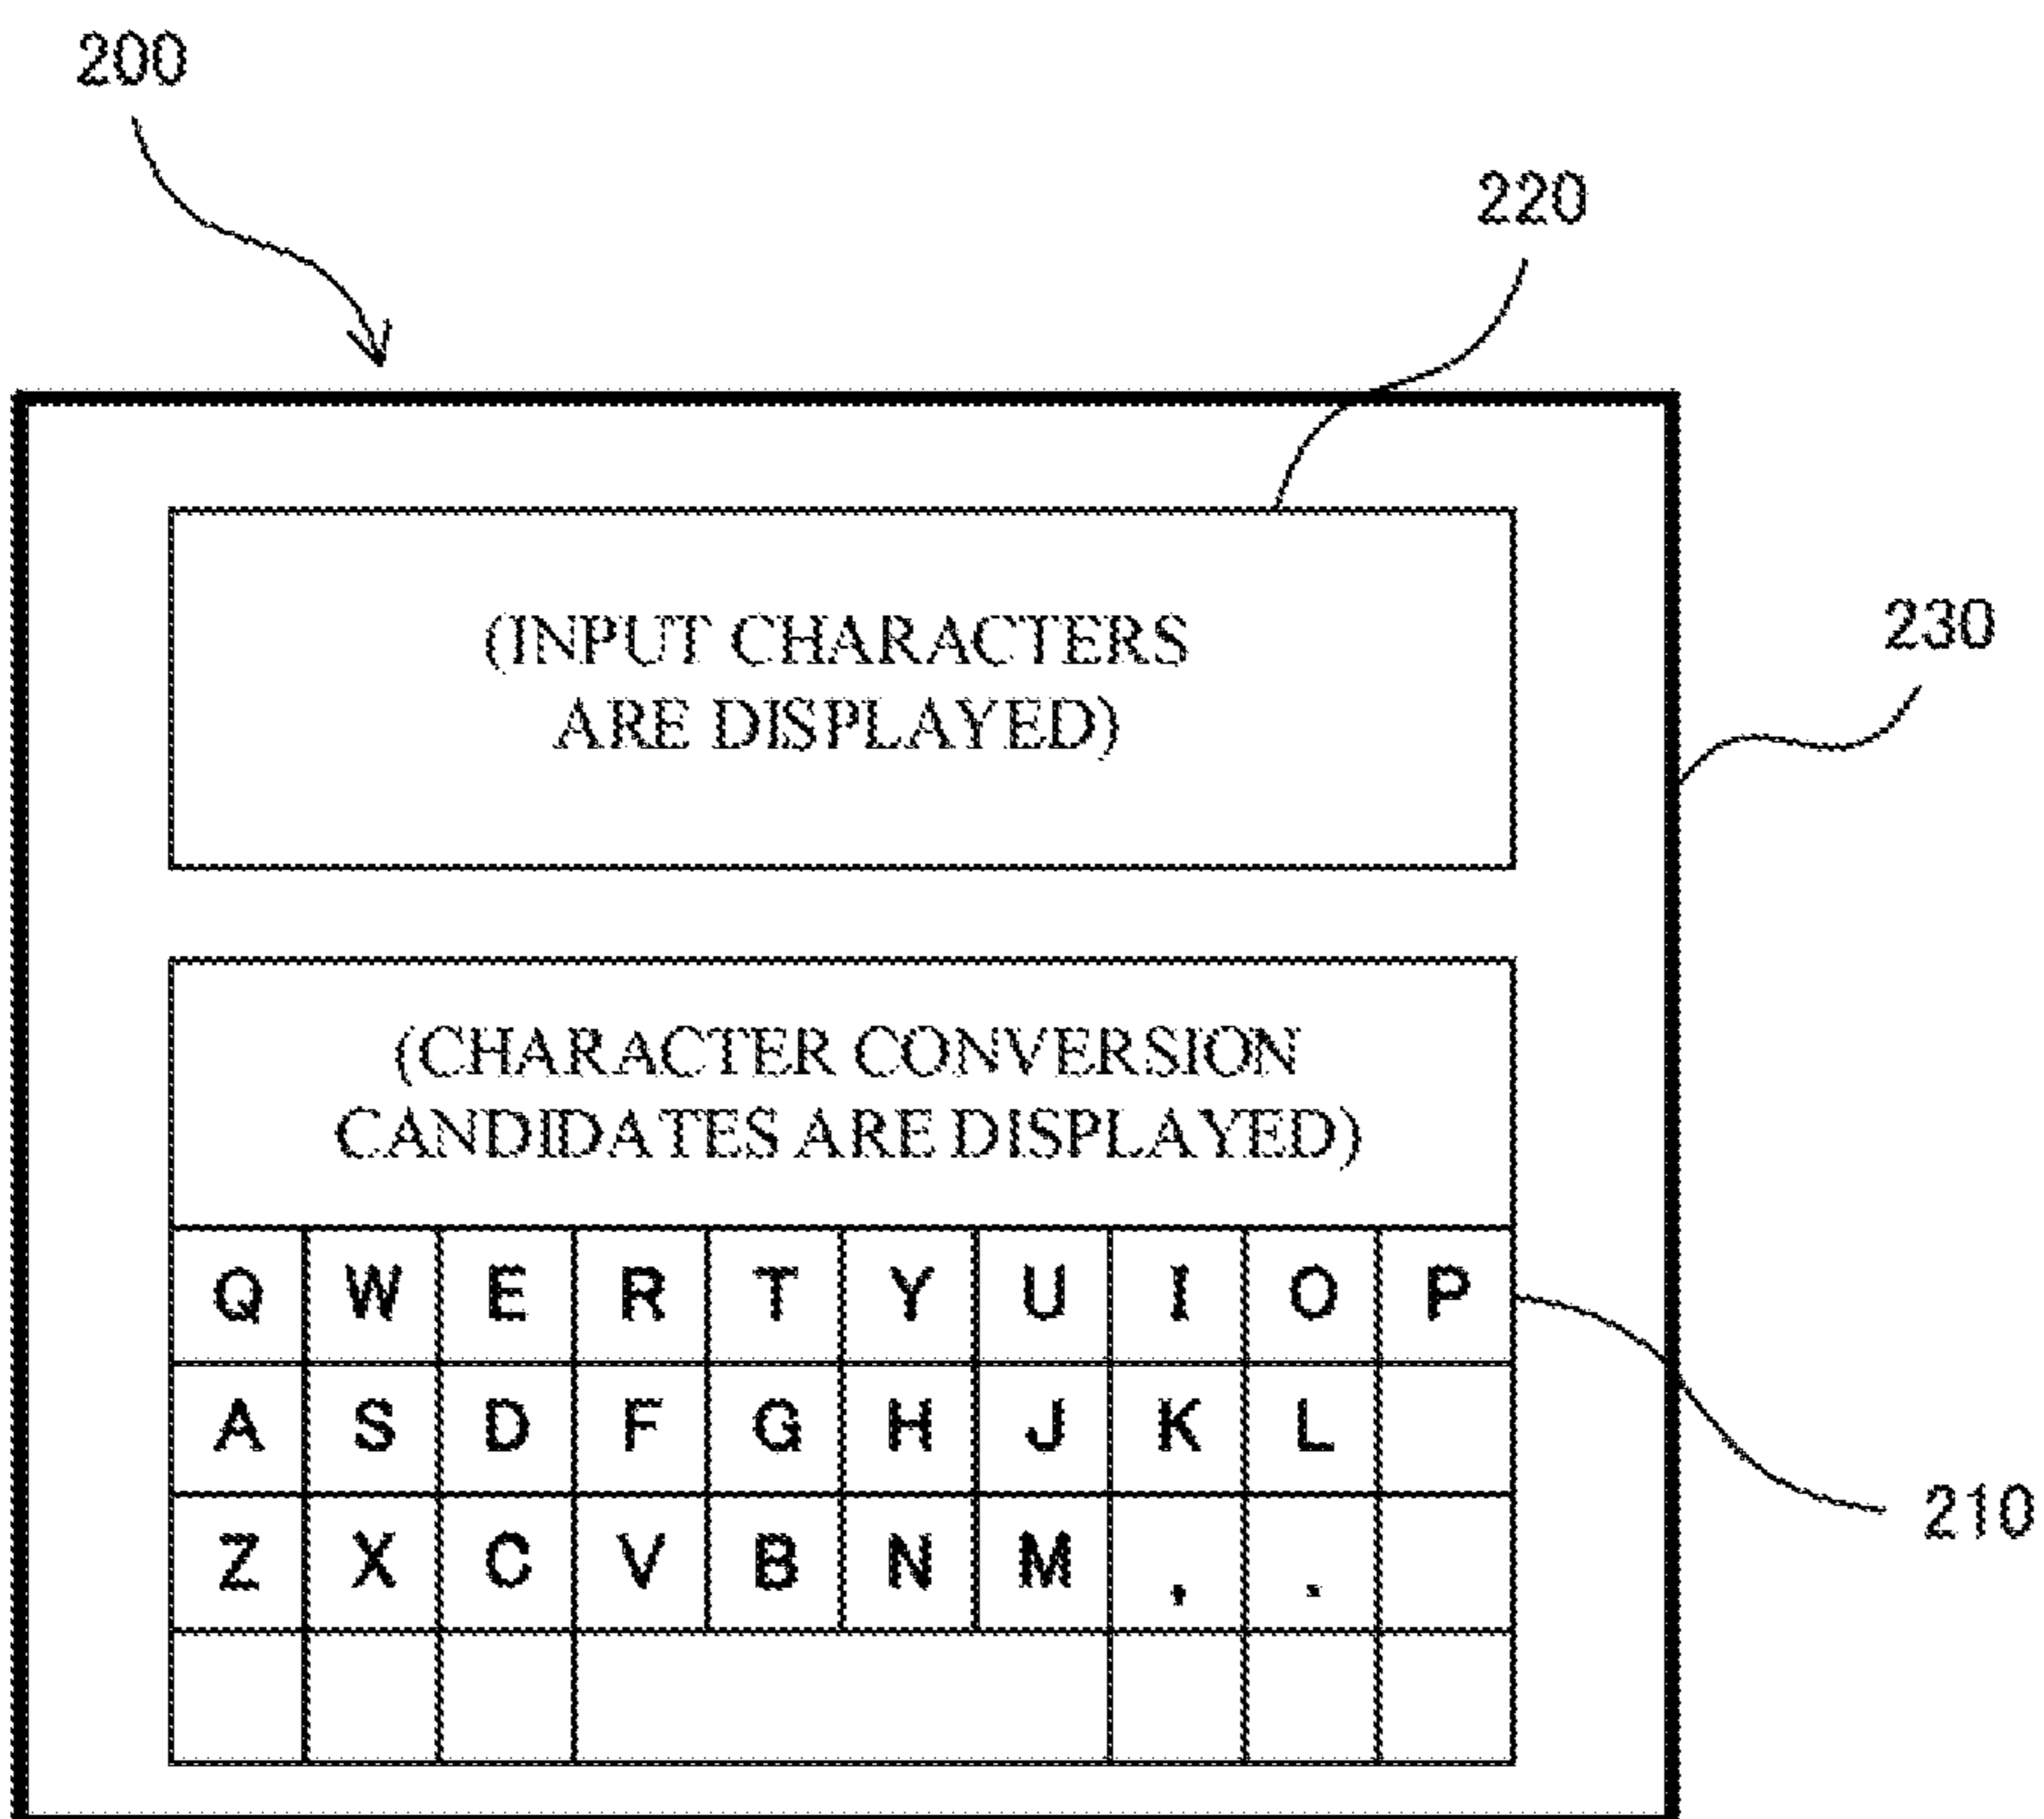 200
220
(INPUT CHARACTERS
ARE DISPLAYED)
230
(CHARACTER CONVERSION
CANDIDATES ARE DISPLAYED)
Q W E R T Y U I O P
A S D F G H J K L
Z X C V B N M , .
210